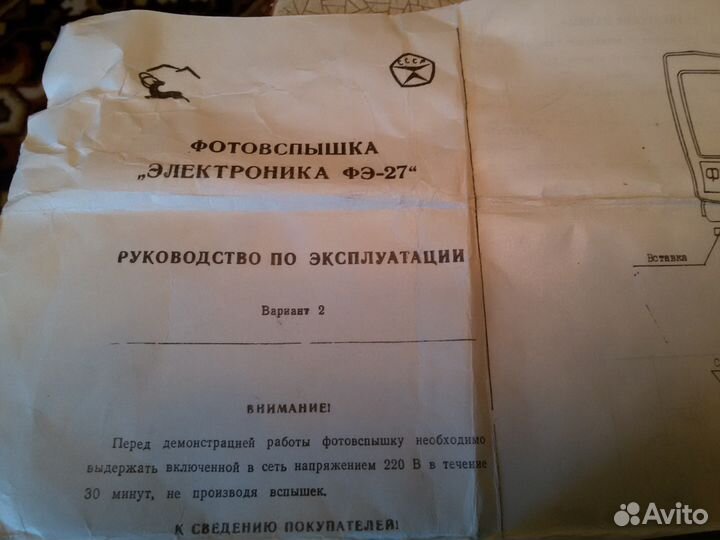 СССР
ФОТОВСПЫШКА
„ЭЛЕКТРОНИКА ФЭ-27“
РУКОВОДСТВО ПО ЭКСПЛУАТАЦИИ
Вариант 2
ВНИМАНИЕ!
Перед демонстрацией работы фотовспышку необходимо
выдержать включенной в сеть напряжением 220 В в течение
30 минут, не производя вспышек.
К СВЕДЕНИЮ ПОКУПАТЕЛЕЙ!
Вставка
Avito